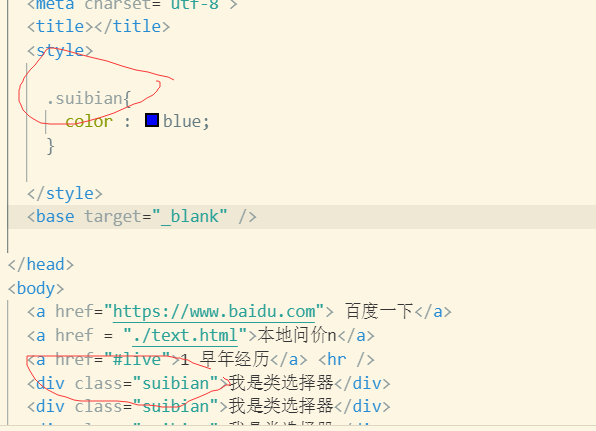 <meta charset="utf-8">
<title></title>
<style>
.suibian{
color : blue;
}
</style>
<base target="_blank" />
</head>
<body>
<a href="https://www.baidu.com"> 百度一下</a>
<a href = "./text.html">本地问价n</a>
<a href="#live">1 早年经历</a> <hr />
<div class="suibian">我是类选择器</div>
<div class="suibian">我是类选择器</div>